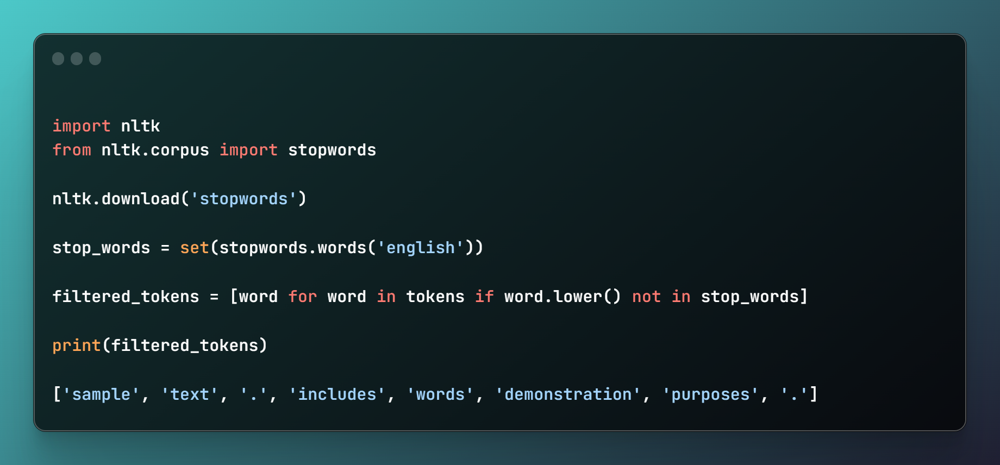 import nltk
from nltk.corpus import stopwords
nltk.download('stopwords')
stop_words = set(stopwords.words('english'))
filtered_tokens = [word for word in tokens if word.lower() not in stop_words]
print(filtered_tokens)
['sample', 'text', '.', 'includes', 'words', 'demonstration', 'purposes', '.']